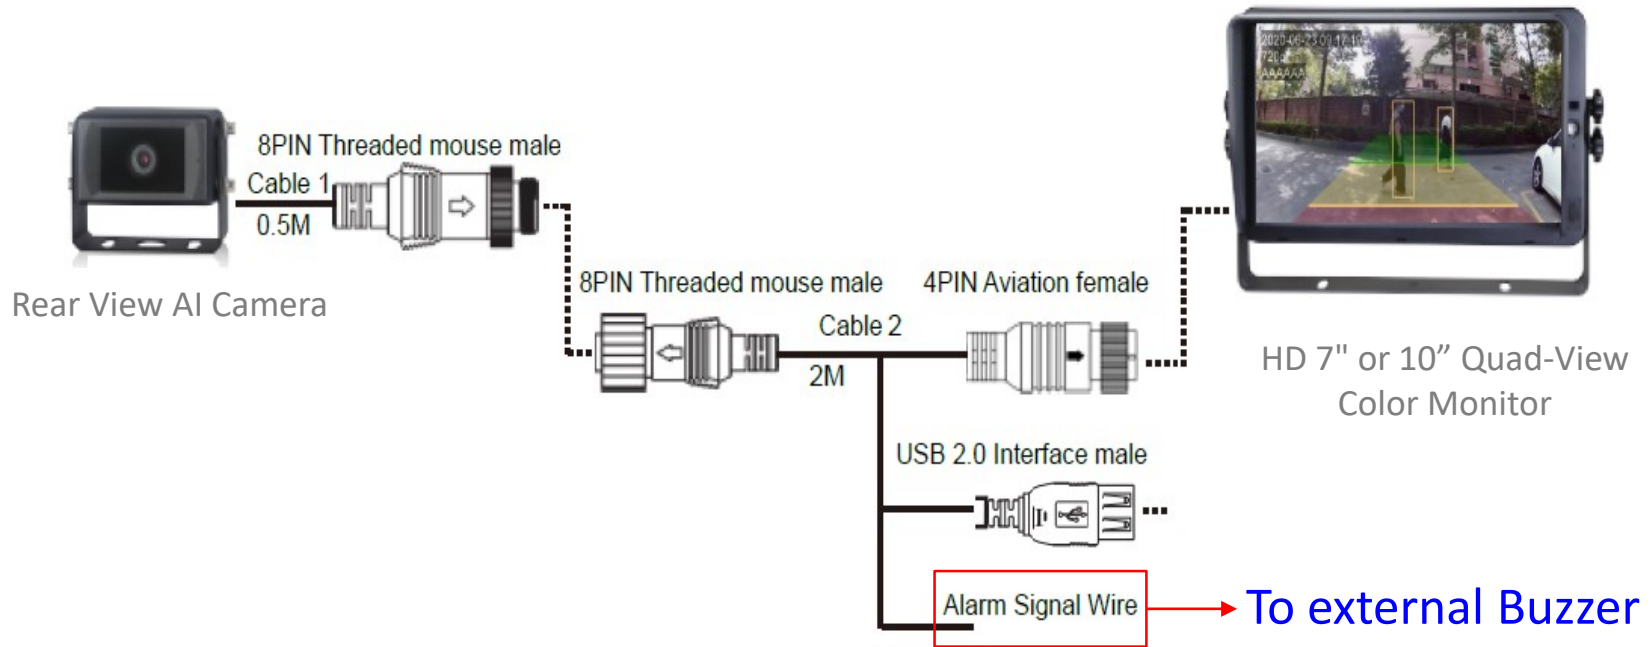 8PIN Threaded mouse male
Cable 1
0.5M
Rear View AI Camera
8PIN Threaded mouse male
Cable 2
2M
4PIN Aviation female
720p
AAAAAA
HD 7" or 10” Quad-View
Color Monitor
USB 2.0 Interface male
Alarm Signal Wire
To external Buzzer